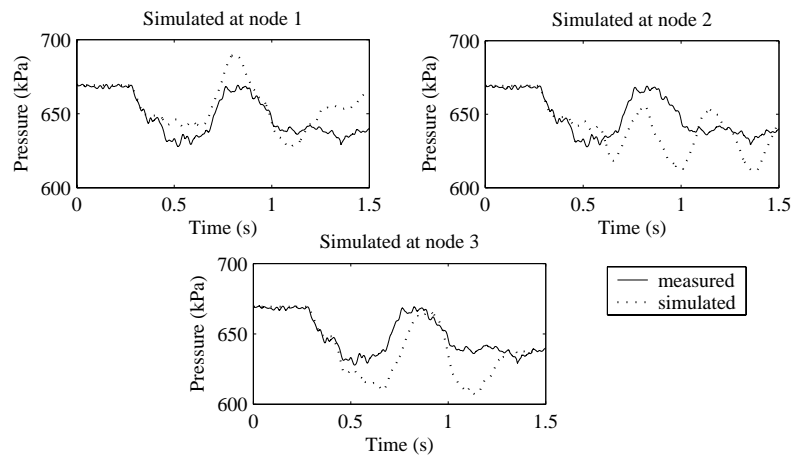 Simulated at node 1
700
650
600
Pressure (kPa)
0 0.5 1 1.5
Time (s)
Simulated at node 2
700
650
600
Pressure (kPa)
0 0.5 1 1.5
Time (s)
Simulated at node 3
700
650
600
Pressure (kPa)
0 0.5 1 1.5
Time (s)
measured
simulated